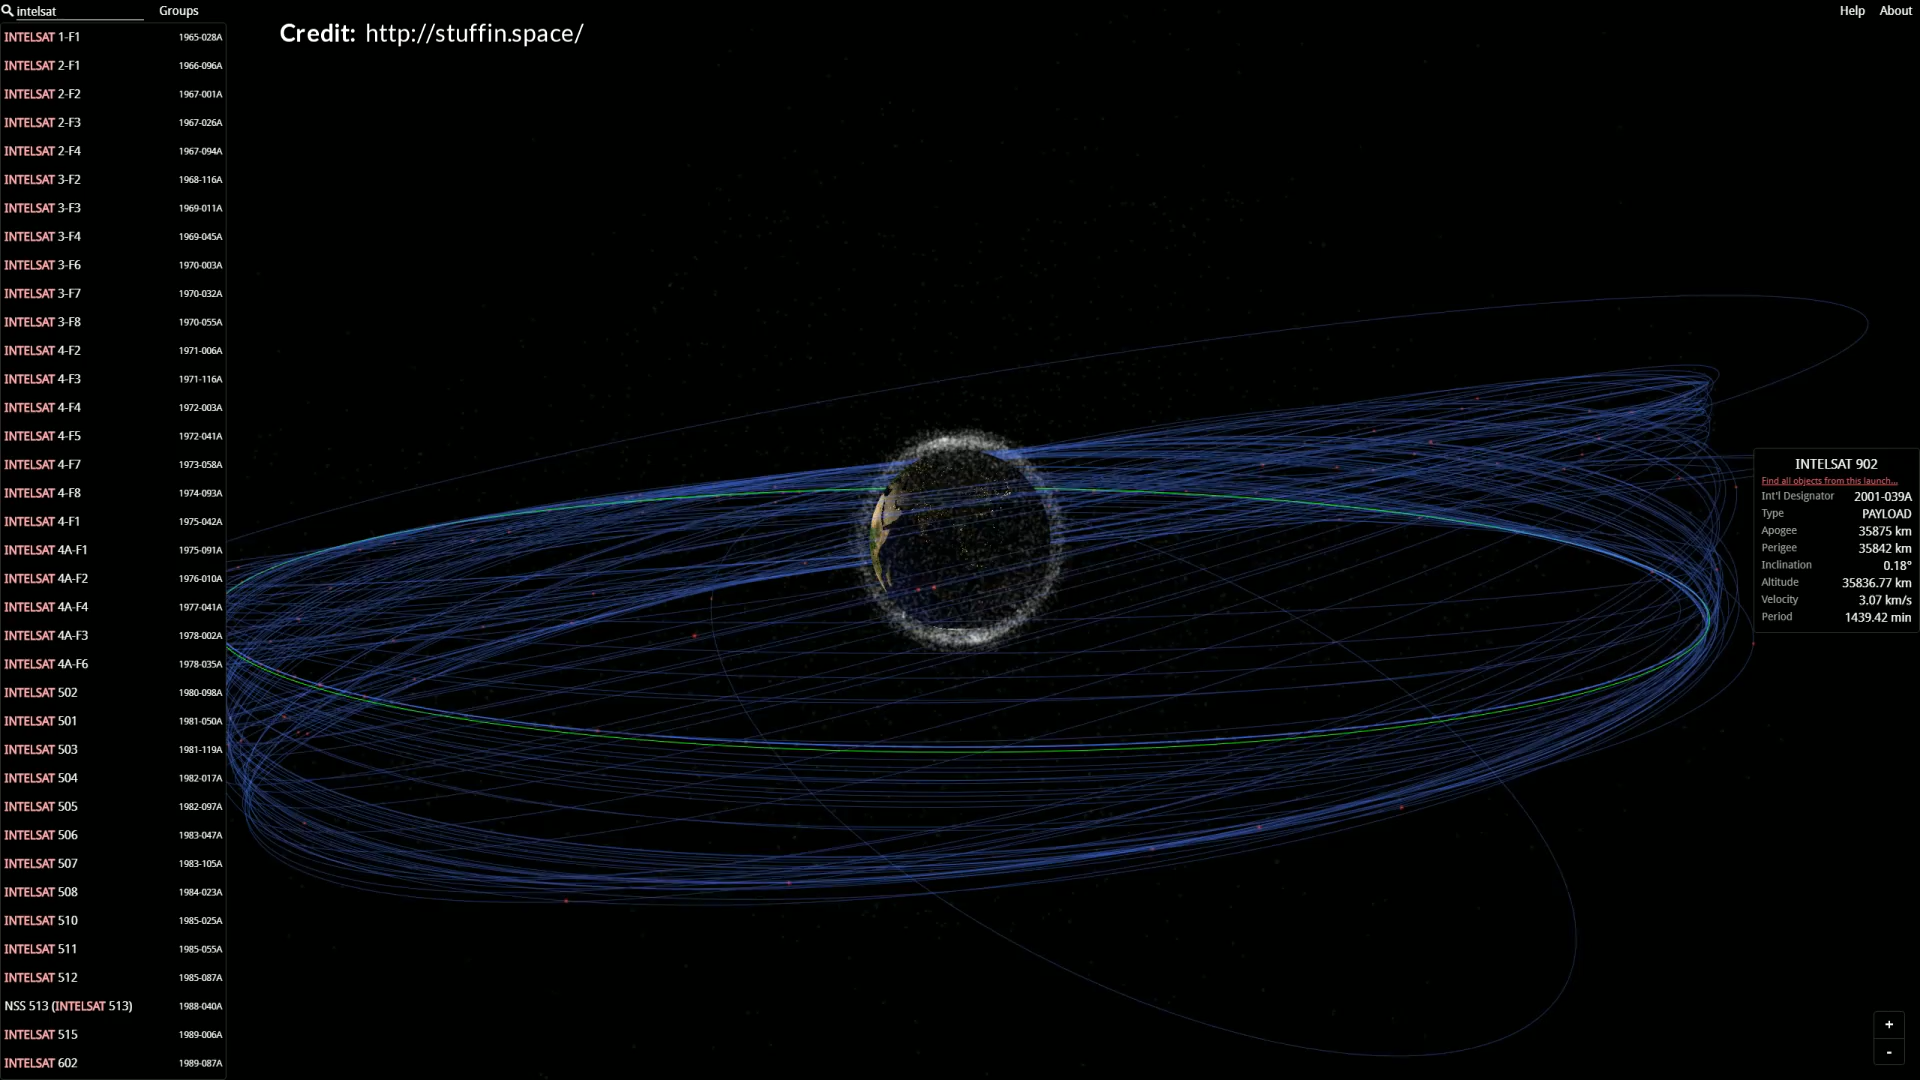 intelsat Groups Help About
Credit: http://stuffin.space/
INTELSAT 1-F1 1965-028A
INTELSAT 2-F1 1966-096A
INTELSAT 2-F2 1967-001A
INTELSAT 2-F3 1967-026A
INTELSAT 2-F4 1967-094A
INTELSAT 3-F2 1968-116A
INTELSAT 3-F3 1969-011A
INTELSAT 3-F4 1969-045A
INTELSAT 3-F6 1970-003A
INTELSAT 3-F7 1970-032A
INTELSAT 3-F8 1970-055A
INTELSAT 4-F2 1971-006A
INTELSAT 4-F3 1971-116A
INTELSAT 4-F4 1972-003A
INTELSAT 4-F5 1972-041A
INTELSAT 4-F7 1973-058A
INTELSAT 4-F8 1974-093A
INTELSAT 4-F1 1975-042A
INTELSAT 4A-F1 1975-091A
INTELSAT 4A-F2 1976-010A
INTELSAT 4A-F4 1977-041A
INTELSAT 4A-F3 1978-002A
INTELSAT 4A-F6 1978-035A
INTELSAT 502 1980-098A
INTELSAT 501 1981-050A
INTELSAT 503 1981-119A
INTELSAT 504 1982-017A
INTELSAT 505 1982-097A
INTELSAT 506 1983-047A
INTELSAT 507 1983-105A
INTELSAT 508 1984-023A
INTELSAT 510 1985-025A
INTELSAT 511 1985-055A
INTELSAT 512 1985-087A
NSS 513 (INTELSAT 513) 1988-040A
INTELSAT 515 1989-006A
INTELSAT 602 1989-087A
INTELSAT 902
Find all objects from this launch...
Int'l Designator 2001-039A
Type PAYLOAD
Apogee 35875 km
Perigee 35842 km
Inclination 0.18°
Altitude 35836.77 km
Velocity 3.07 km/s
Period 1439.42 min
+
-